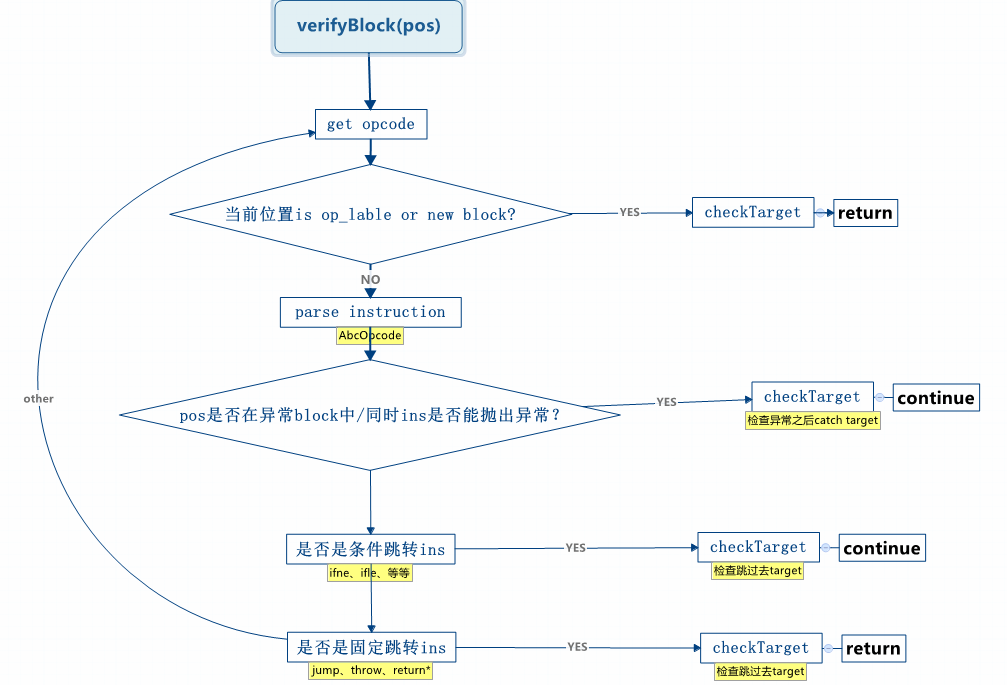 verifyBlock(pos)
get opcode
当前位置is op_lable or new block?
YES
checkTarget
return
NO
parse instruction
AbcOpcode
other
pos是否在异常block中/同时ins是否能抛出异常？
YES
checkTarget
continue
检查异常之后catch target
是否是条件跳转ins
YES
checkTarget
continue
ifne、ifle、等等
检查跳过去target
是否是固定跳转ins
YES
checkTarget
return
jump、throw、return*
检查跳过去target